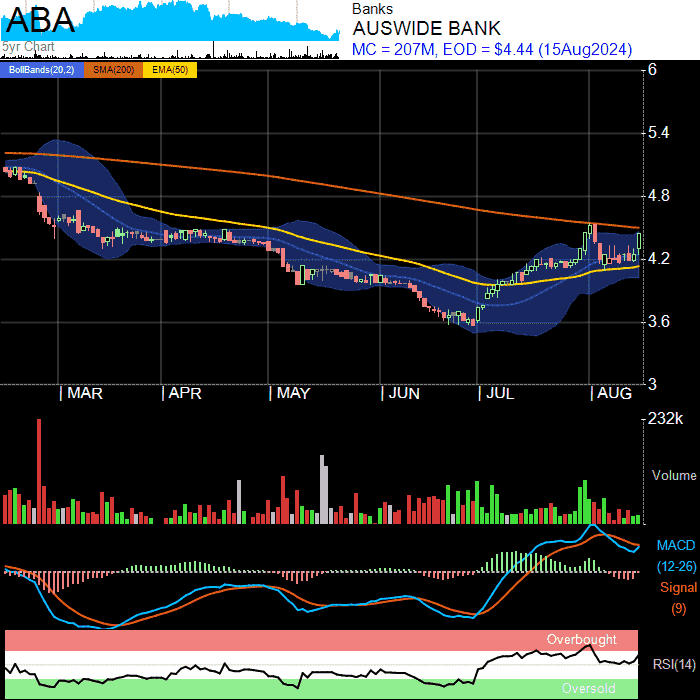 ABA
5yr Chart
Banks
AUSWIDE BANK
MC = 207M, EOD = $4.44 (15Aug2024)
BollBands(20,2) SMA(200) EMA(50)
6
5.4
4.8
4.2
3.6
3
MAR APR MAY JUN JUL AUG
232k
Volume
MACD
(12-26)
Signal
(9)
Overbought
RSI(14)
Oversold